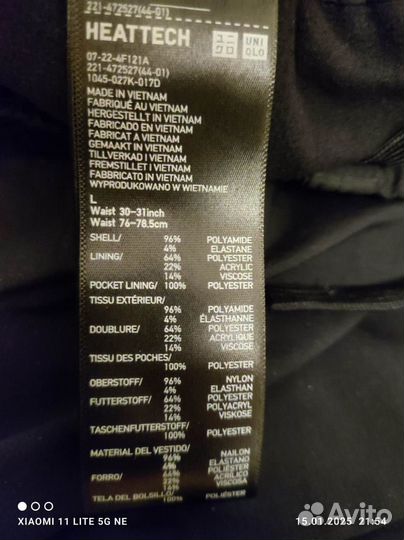 221-472527(44-01)
HEATTECH
UNI
QLO
07-22-4F121A
221-472527(44-01)
1045-027K-017D
MADE IN VIETNAM
FABRIQUÉ AU VIETNAM
HERGESTELLT IN VIETNAM
FABRICADO EN VIETNAM
FABRICAT A VIETNAM
GEMAAKT IN VIETNAM
TILLVERKAD I VIETNAM
FREMSTILLET I VIETNAM
FABBRICATO IN VIETNAM
WYPRODUKOWANO W WIETNAMIE
L
Waist 30-31inch
Waist 76-78.5cm
SHELL/ 96% POLYAMIDE
4% ELASTANE
LINING/ 64% POLYESTER
22% ACRYLIC
14% VISCOSE
POCKET LINING/ 100% POLYESTER
TISSU EXTÉRIEUR/
96% POLYAMIDE
4% ÉLASTHANNE
DOUBLURE/ 64% POLYESTER
22% ACRYLIQUE
14% VISCOSE
TISSU DES POCHES/
100% POLYESTER
OBERSTOFF/ 96% NYLON
4% ELASTHAN
FUTTERSTOFF/ 64% POLYESTER
22% POLYACRYL
14% VISKOSE
TASCHENFUTTERSTOFF/
100% POLYESTER
MATERIAL DEL VESTIDO/
96% NAILON
4% ELASTANO
FORRO/ 64% POLIÉSTER
22% ACRÍLICO
14% VISCOSA
TELA DEL BOLSILLO/
XIAOMI 11 LITE 5G NE
15.01.2025 21:54
Avito